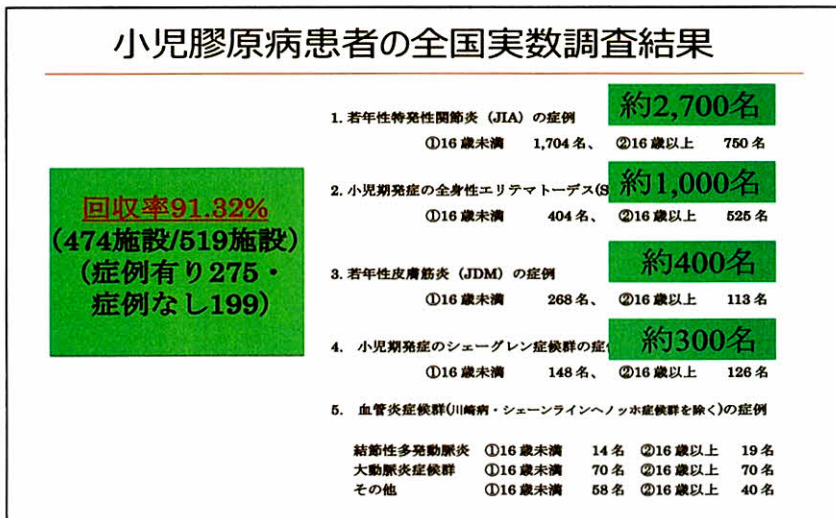 小児膠原病患者の全国実数調査結果
回収率91.32%
(474施設/519施設)
(症例有り275・
症例なし199)
1. 若年性特発性関節炎（JIA）の症例
約2,700名
①16歳未満 1,704名、 ②16歳以上 750名
2. 小児期発症の全身性エリテマトーデス(S
約1,000名
①16歳未満 404名、 ②16歳以上 525名
3. 若年性皮膚筋炎（JDM）の症例
約400名
①16歳未満 268名、 ②16歳以上 113名
4. 小児期発症のシェーグレン症候群の症
約300名
①16歳未満 148名、 ②16歳以上 126名
5. 血管炎症候群(川崎病・シェーンラインヘノッホ症候群を除く)の症例
結節性多発動脈炎 ①16歳未満 14名 ②16歳以上 19名
大動脈炎症候群 ①16歳未満 70名 ②16歳以上 70名
その他 ①16歳未満 58名 ②16歳以上 40名